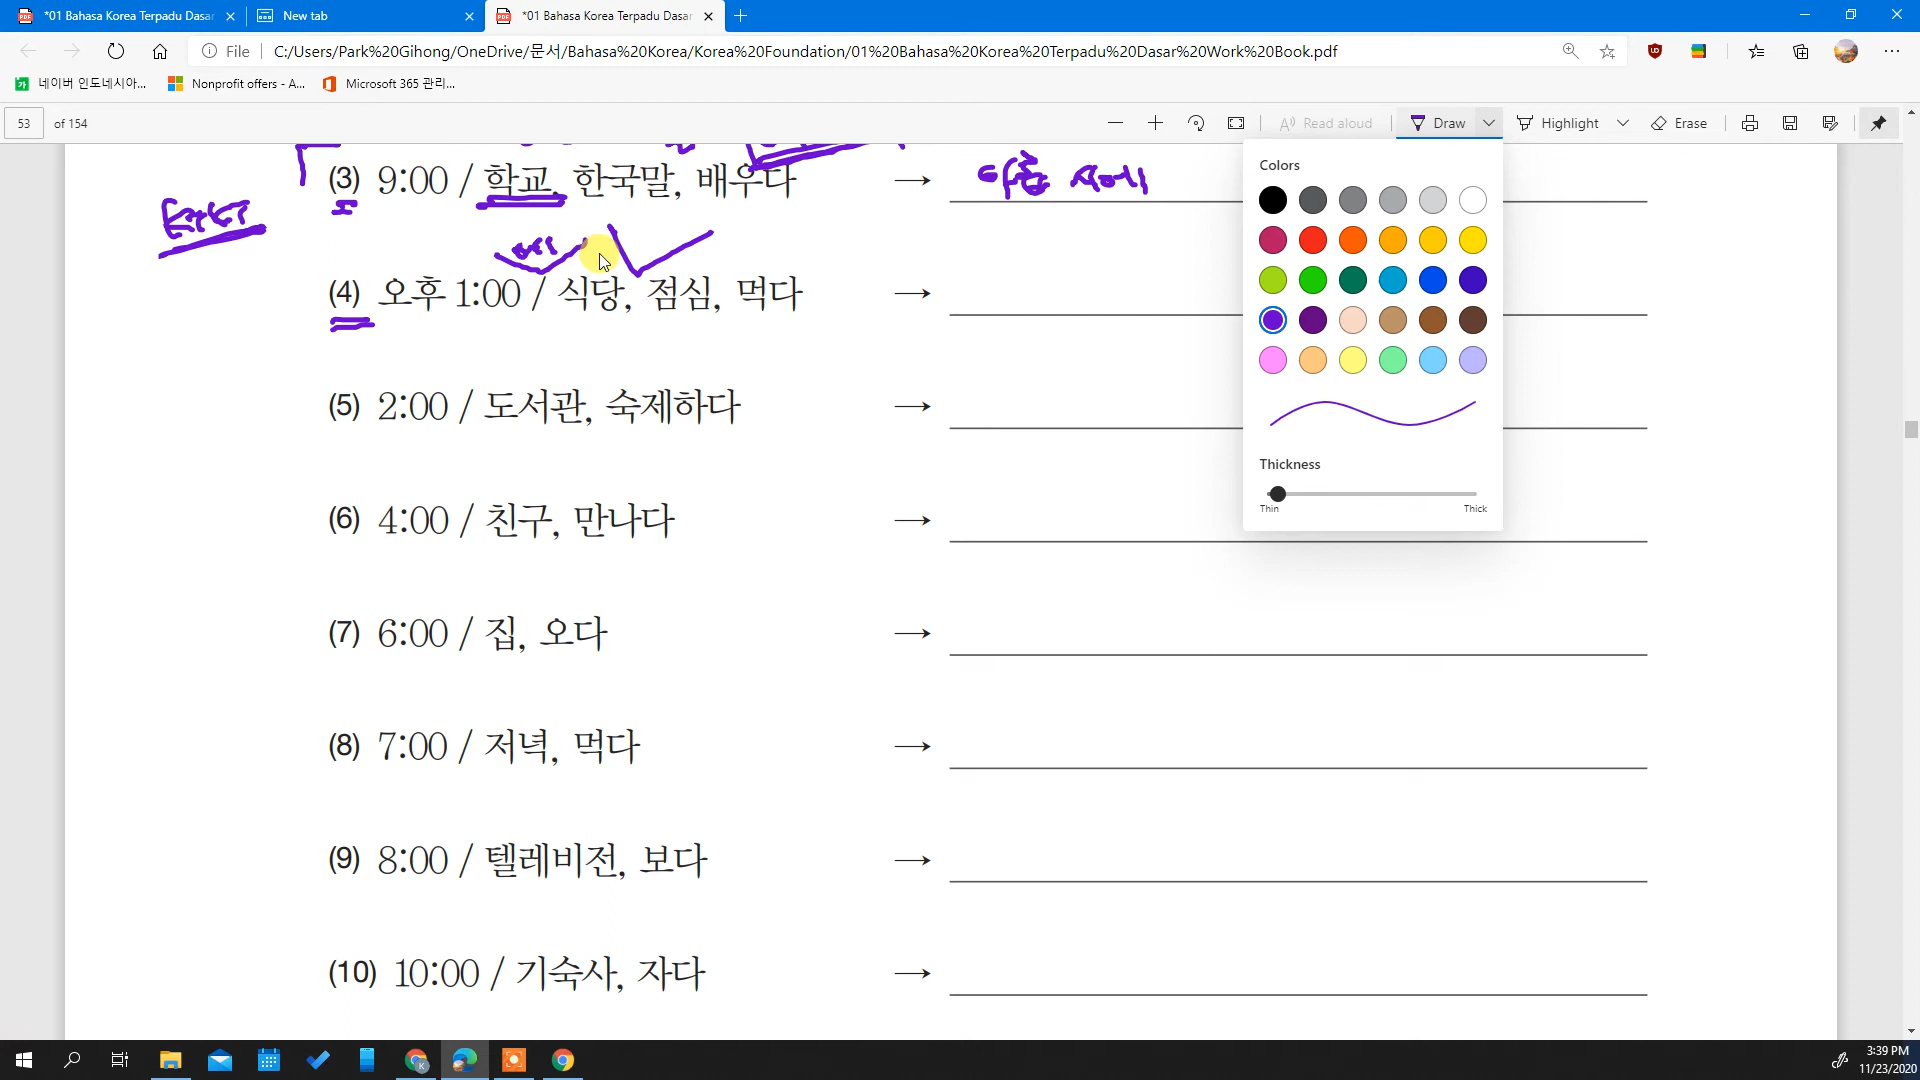 *01 Bahasa Korea Terpadu Dasar
New tab
*01 Bahasa Korea Terpadu Dasar
File
C:/Users/Park%20Gihong/OneDrive/문서/Bahasa%20Korea/Korea%20Foundation/01%20Bahasa%20Korea%20Terpadu%20Dasar%20Work%20Book.pdf
네이버 인도네시아...
Nonprofit offers - A...
Microsoft 365 관리...
53 of 154
Read aloud
Draw
Highlight
Erase
Colors
Thickness
Thin
Thick
(3) 9:00 / 학교, 한국말, 배우다 → 아홉 시에
(4) 오후 1:00 / 식당, 점심, 먹다 →
(5) 2:00 / 도서관, 숙제하다 →
(6) 4:00 / 친구, 만나다 →
(7) 6:00 / 집, 오다 →
(8) 7:00 / 저녁, 먹다 →
(9) 8:00 / 텔레비전, 보다 →
(10) 10:00 / 기숙사, 자다 →
3:39 PM
11/23/2020